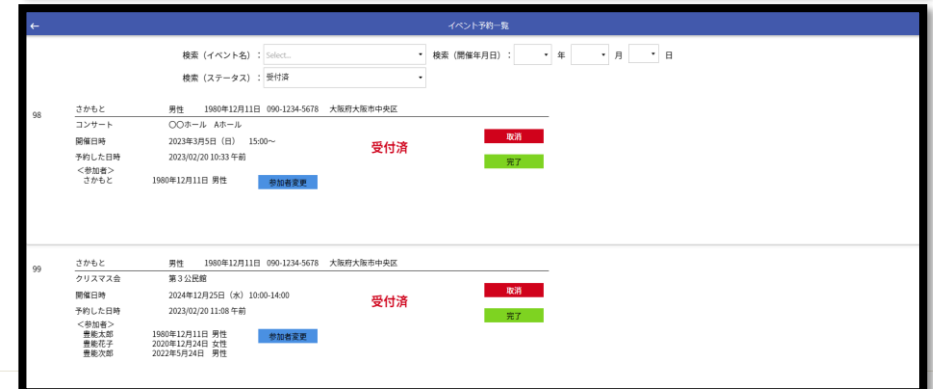 ← イベント予約一覧
検索（イベント名）： Select... 検索（開催年月日）： 年 月 日
検索（ステータス）： 受付済
98 さかもと 男性 1980年12月11日 090-1234-5678 大阪府大阪市中央区
コンサート 〇〇ホール Aホール
開催日時 2023年3月5日（日） 15:00〜 受付済 取消
予約した日時 2023/02/20 10:33 午前 完了
＜参加者＞
さかもと 1980年12月11日 男性 参加者変更
99 さかもと 男性 1980年12月11日 090-1234-5678 大阪府大阪市中央区
クリスマス会 第３公民館
開催日時 2024年12月25日（水）10:00-14:00 受付済 取消
予約した日時 2023/02/20 11:08 午前 完了
＜参加者＞
豊能太郎 1980年12月11日 男性 参加者変更
豊能花子 2020年12月24日 女性
豊能次郎 2022年5月24日 男性